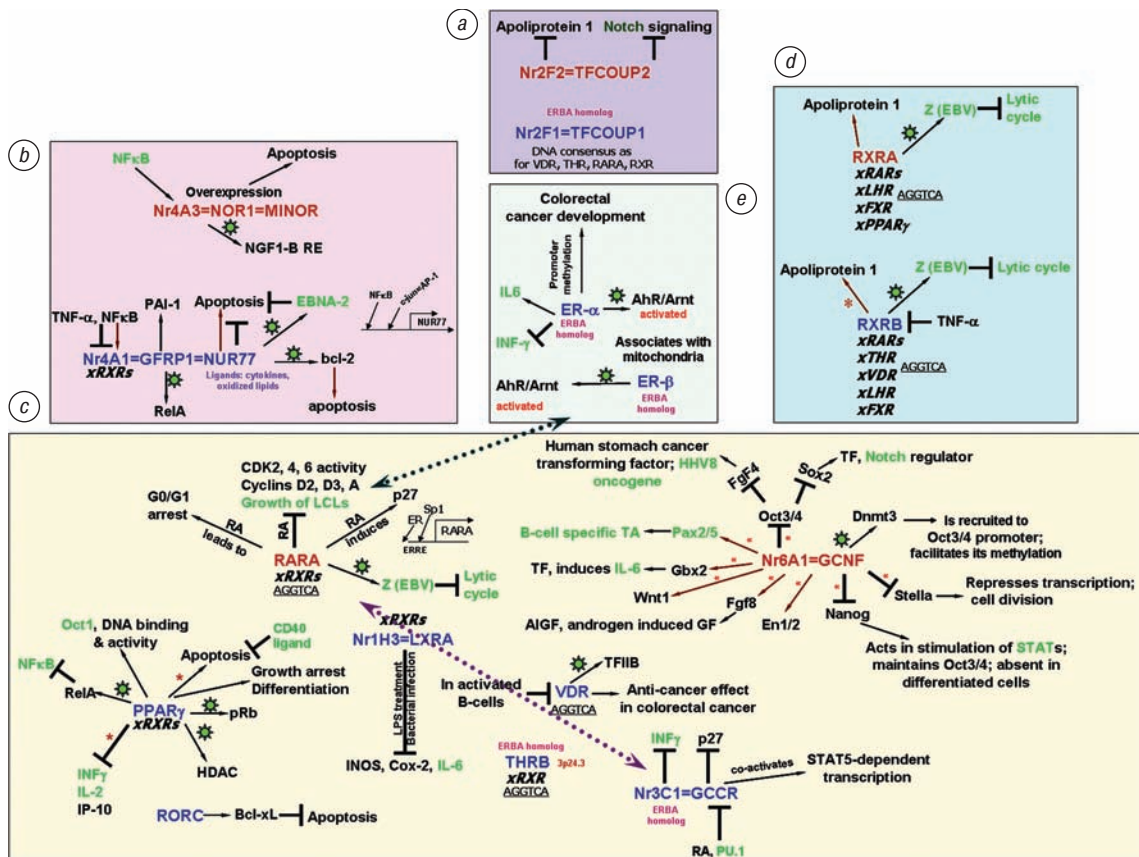 a
Apoliprotein 1 Notch signaling
Nr2F2=TFCOUP2
ERBA homolog
Nr2F1=TFCOUP1
DNA consensus as
for VDR, THR, RARA, RXR
b
NFκB
Apoptosis
Overexpression
Nr4A3=NOR1=MINOR
NGF1-B RE
PAI-1
Apoptosis
EBNA-2
TNF-α, NFκB
Nr4A1=GFRP1=NUR77
xRXRs
Ligands: cytokines,
oxidized lipids
bcl-2
RelA
apoptosis
NFκB
c-jun=AP-1
NUR77
Colorectal
cancer development
Promoter
methylation
IL6
ER-α
ERBA
homolog
AhR/Arnt
activated
INF-γ
Associates with
mitochondria
AhR/Arnt
activated
ER-β
ERBA
homolog
d
Apoliprotein 1
Z (EBV)
Lytic
cycle
RXRA
xRARs
xLHR
AGGTCA
xFXR
xPPARγ
e
Apoliprotein 1
Z (EBV)
Lytic cycle
*
RXRB
TNF-α
xRARs
xTHR
xVDR
AGGTCA
xLHR
xFXR
c
CDK2, 4, 6 activity
Cyclins D2, D3, A
Growth of LCLs
G0/G1
arrest
RA
leads to
RA
RA
induces
p27
RARA
xRXRs
AGGTCA
Sp1
ER
RARA
ERRE
Z (EBV)
Lytic
cycle
xRXRs
Nr1H3=LXRA
LPS treatment
Bacterial infection
INOS, Cox-2, IL-6
Oct1, DNA binding
& activity
CD40
ligand
Apoptosis
NFκB
RelA
*
Growth arrest
Differentiation
PPARγ
xRXRs
pRb
*
HDAC
INFγ
IL-2
IP-10
RORC
Bcl-xL
Apoptosis
Human stomach cancer
transforming factor; HHV8
oncogene
FgF4
Sox2
TF, Notch regulator
Oct3/4
Dnmt3
Is recruited to
Oct3/4 promoter;
facilitates its methylation
B-cell specific TA
Pax2/5
*
*
Nr6A1=GCNF
TF, induces IL-6
Gbx2
*
*
*
*
*
*
Wnt1
Fgf8
En1/2
AIGF, androgen induced GF
Nanog
Stella
Represses transcription;
cell division
Acts in stimulation of STATs;
maintains Oct3/4; absent in
differentiated cells
In activated
B-cells
TFIIB
VDR
AGGTCA
Anti-cancer effect
in colorectal cancer
ERBA homolog
THRB
3p24.3
xRXR
AGGTCA
INFγ
p27
co-activates
STAT5-dependent
transcription
Nr3C1=GCCR
ERBA
homolog
RA, PU.1